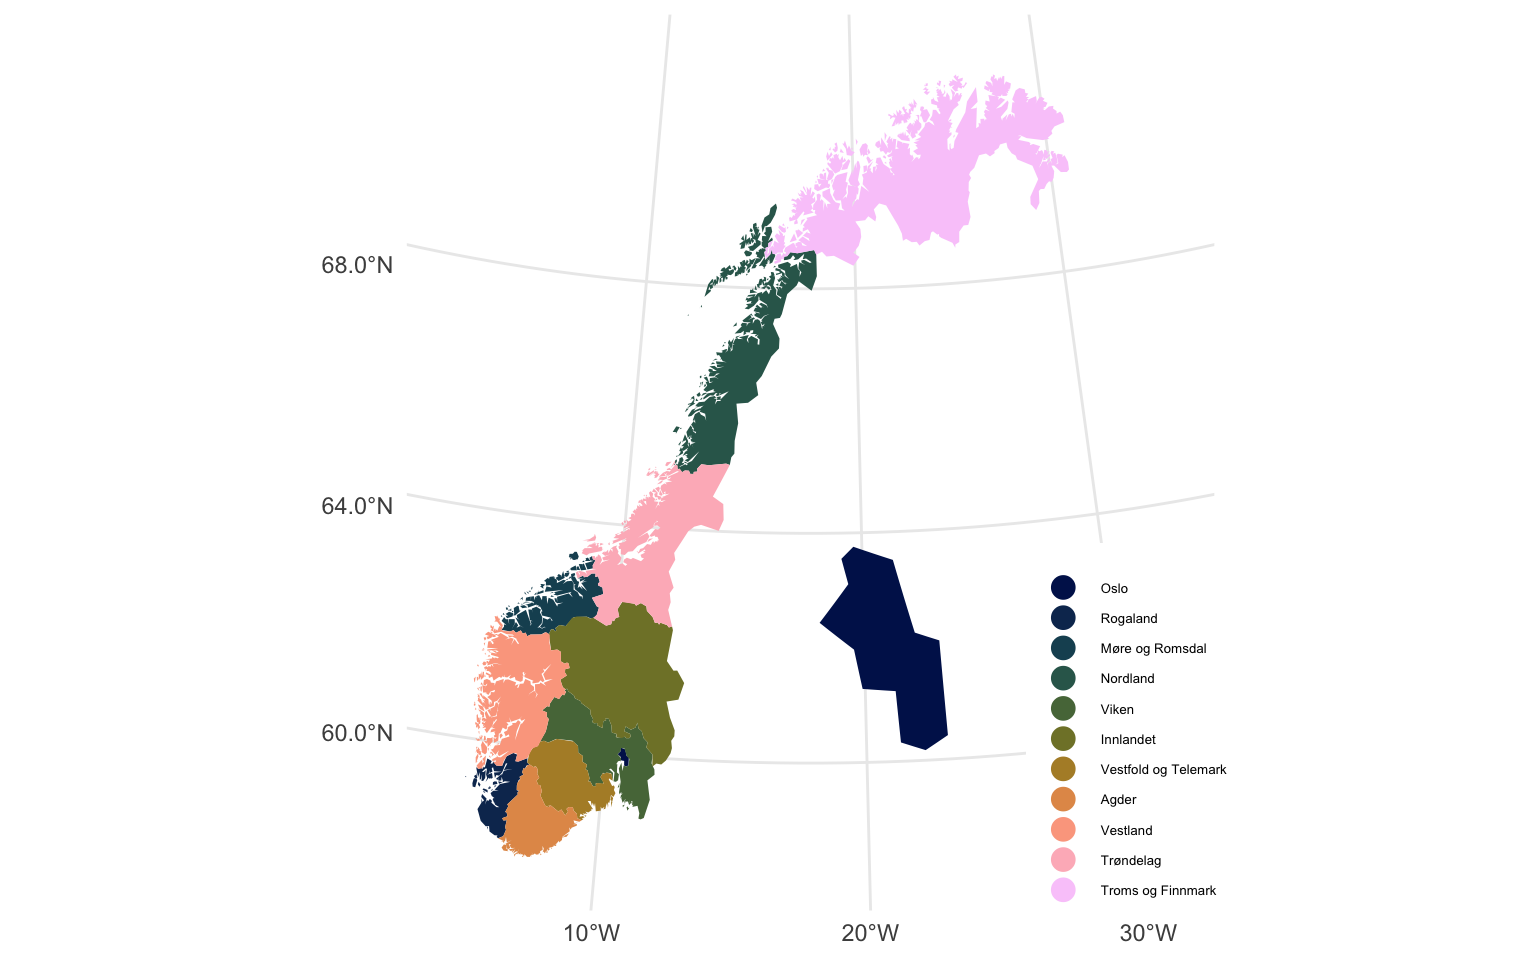 68.0°N
64.0°N
60.0°N
10°W
20°W
30°W
Oslo
Rogaland
Møre og Romsdal
Nordland
Viken
Innlandet
Vestfold og Telemark
Agder
Vestland
Trøndelag
Troms og Finnmark